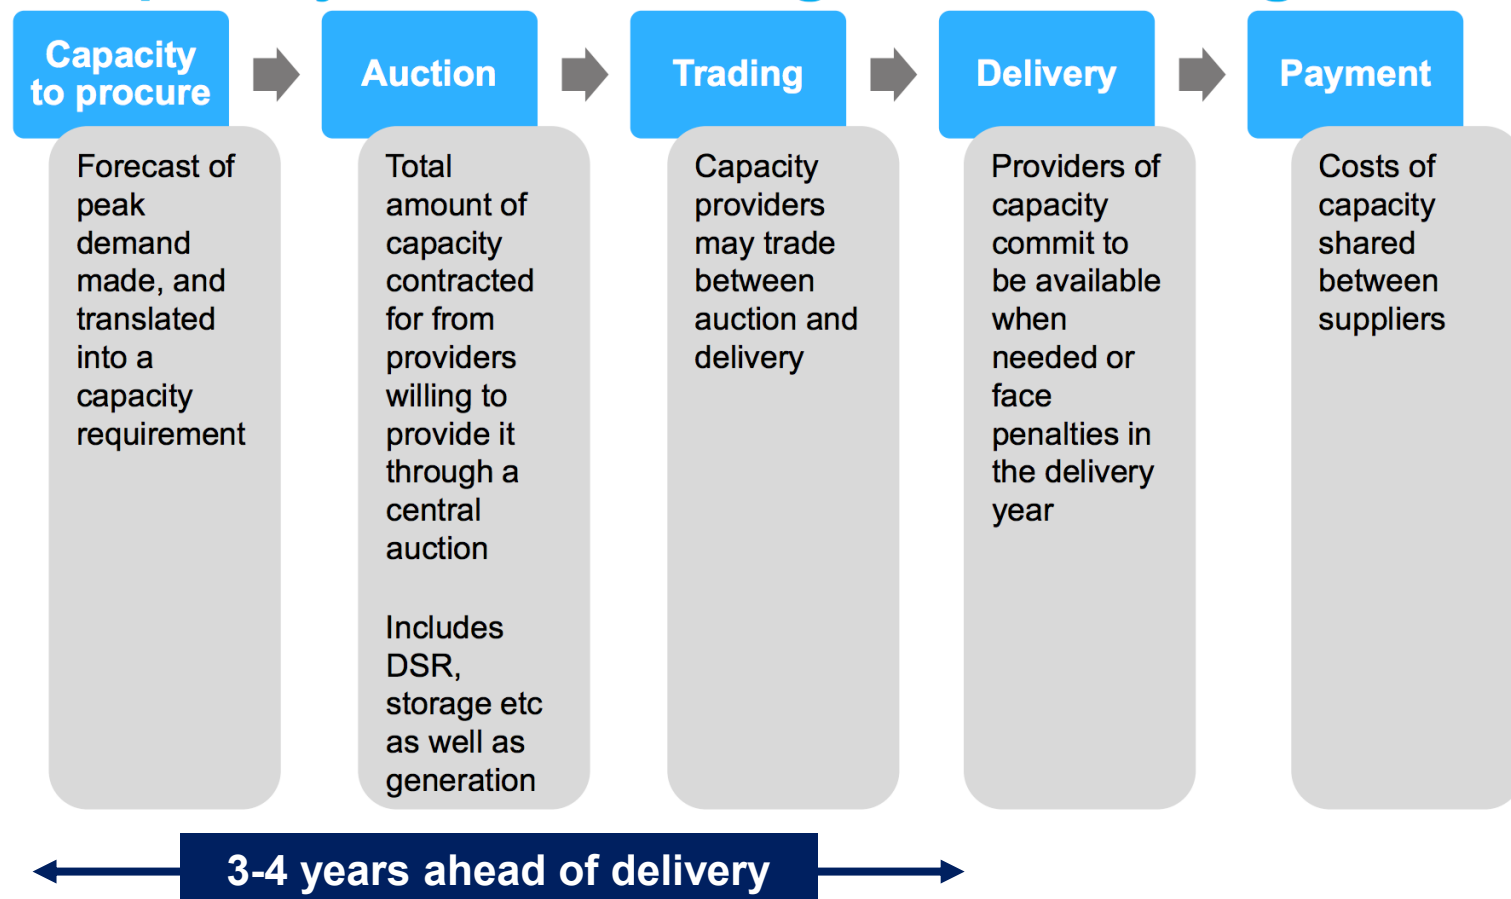 Capacity
to procure
Auction
Trading
Delivery
Payment
Forecast of
peak
demand
made, and
translated
into a
capacity
requirement
Total
amount of
capacity
contracted
for from
providers
willing to
provide it
through a
central
auction
Includes
DSR,
storage etc
as well as
generation
Capacity
providers
may trade
between
auction and
delivery
Providers of
capacity
commit to
be available
when
needed or
face
penalties in
the delivery
year
Costs of
capacity
shared
between
suppliers
3-4 years ahead of delivery